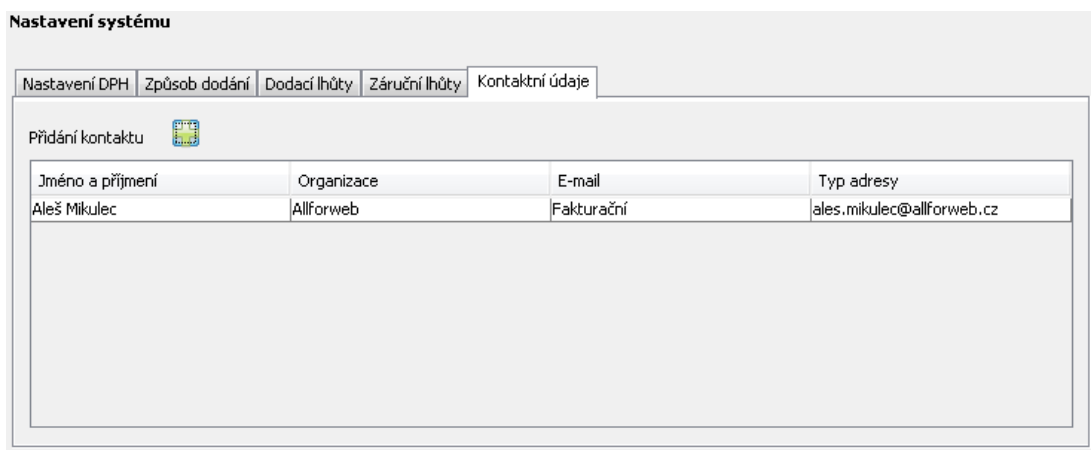 Nastavení systému
Nastavení DPH Způsob dodání Dodací lhůty Záruční lhůty Kontaktní údaje
Přidání kontaktu
Jméno a příjmení Organizace E-mail Typ adresy
Aleš Mikulec Allforweb Fakturační ales.mikulec@allforweb.cz